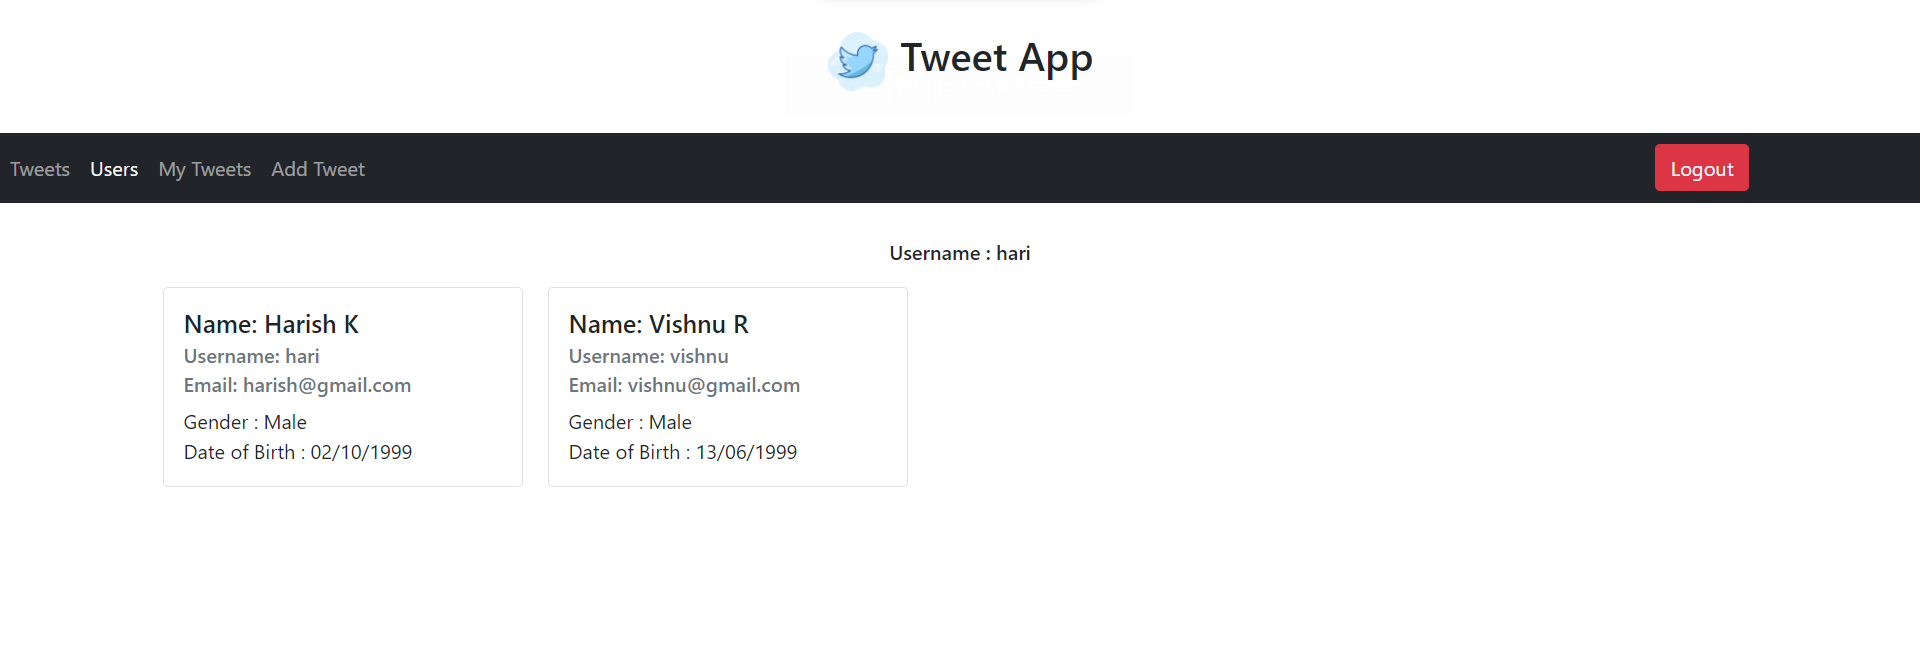 Tweet App
Tweets Users My Tweets Add Tweet Logout
Username : hari
Name: Harish K
Username: hari
Email: harish@gmail.com
Gender : Male
Date of Birth : 02/10/1999
Name: Vishnu R
Username: vishnu
Email: vishnu@gmail.com
Gender : Male
Date of Birth : 13/06/1999